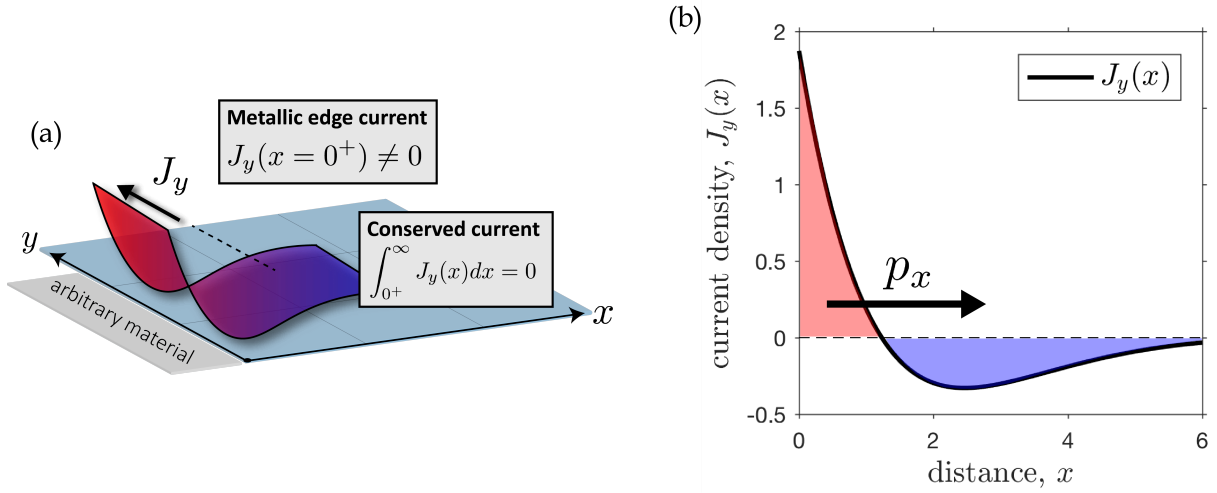 (a)
Metallic edge current
J_y(x = 0^+) ≠ 0
J_y
Conserved current
∫_{0^+}^{∞} J_y(x)dx = 0
y
x
arbitrary material
(b)
2
1.5
1
0.5
0
-0.5
current density, J_y(x)
J_y(x)
p_x
0 2 4 6
distance, x